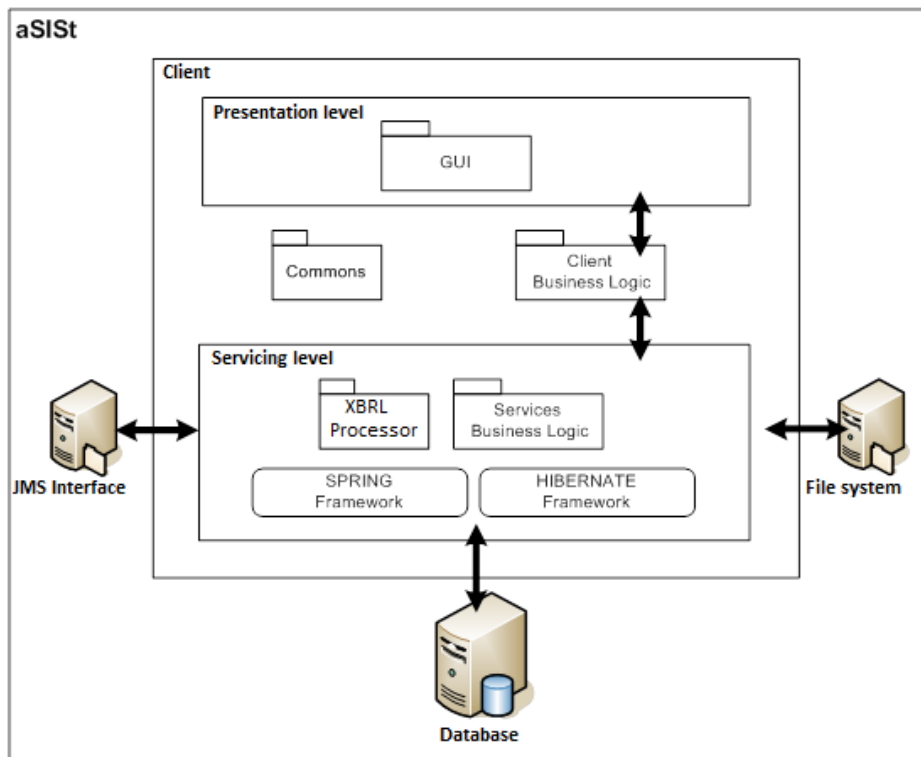 aSISt
Client
Presentation level
GUI
Commons
Client
Business Logic
Servicing level
XBRL
Processor
Services
Business Logic
SPRING
Framework
HIBERNATE
Framework
JMS Interface
File system
Database